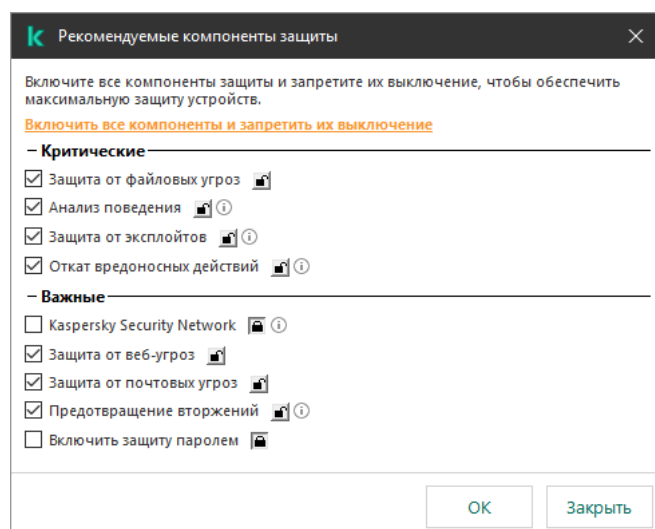 Рекомендуемые компоненты защиты
Включите все компоненты защиты и запретите их выключение, чтобы обеспечить
максимальную защиту устройств.
Включить все компоненты и запретить их выключение
– Критические
Защита от файловых угроз
Анализ поведения
Защита от эксплойтов
Откат вредоносных действий
– Важные
Kaspersky Security Network
Защита от веб-угроз
Защита от почтовых угроз
Предотвращение вторжений
Включить защиту паролем
ОК Закрыть